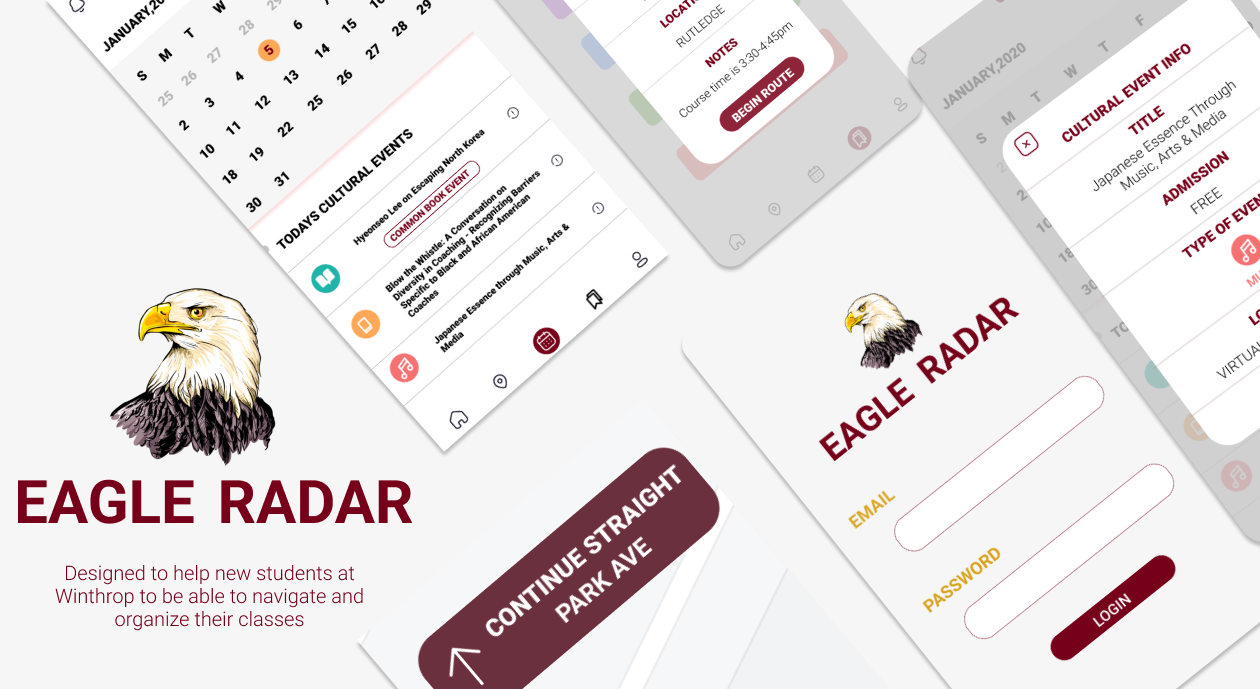 EAGLE RADAR
Designed to help new students at
Winthrop to be able to navigate and
organize their classes
JANUARY,20
S M T W
25 26 27 28 29
2 3 4 5 6 7
10 11 12 13 14 15 16
18 19 22 25 26 27 28 29
30 31
TODAYS CULTURAL EVENTS
Hyeonseo Lee on Escaping North Korea
COMMON BOOK EVENT
Blow the Whistle: A Conversation on
Diversity in Coaching - Recognizing Barriers
Specific to Black and African American
Coaches
Japanese Essence through Music, Arts &
Media
RUTLEDGE
NOTES
Course time is 3:30-4:45pm
BEGIN ROUTE
CONTINUE STRAIGHT
PARK AVE
EAGLE RADAR
EMAIL
PASSWORD
LOGIN
JANUARY,2020
S M T W T F
CULTURAL EVENT INFO
TITLE
Japanese Essence Through
Music, Arts & Media
ADMISSION
FREE
TYPE OF EVEN
VIRTUAL